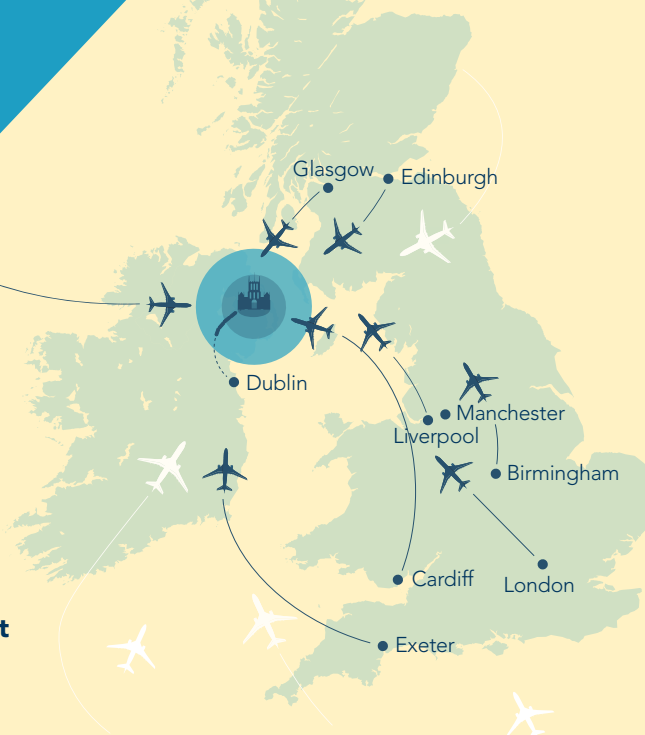 Glasgow
Edinburgh
Dublin
Manchester
Liverpool
Birmingham
Cardiff
London
t
Exeter